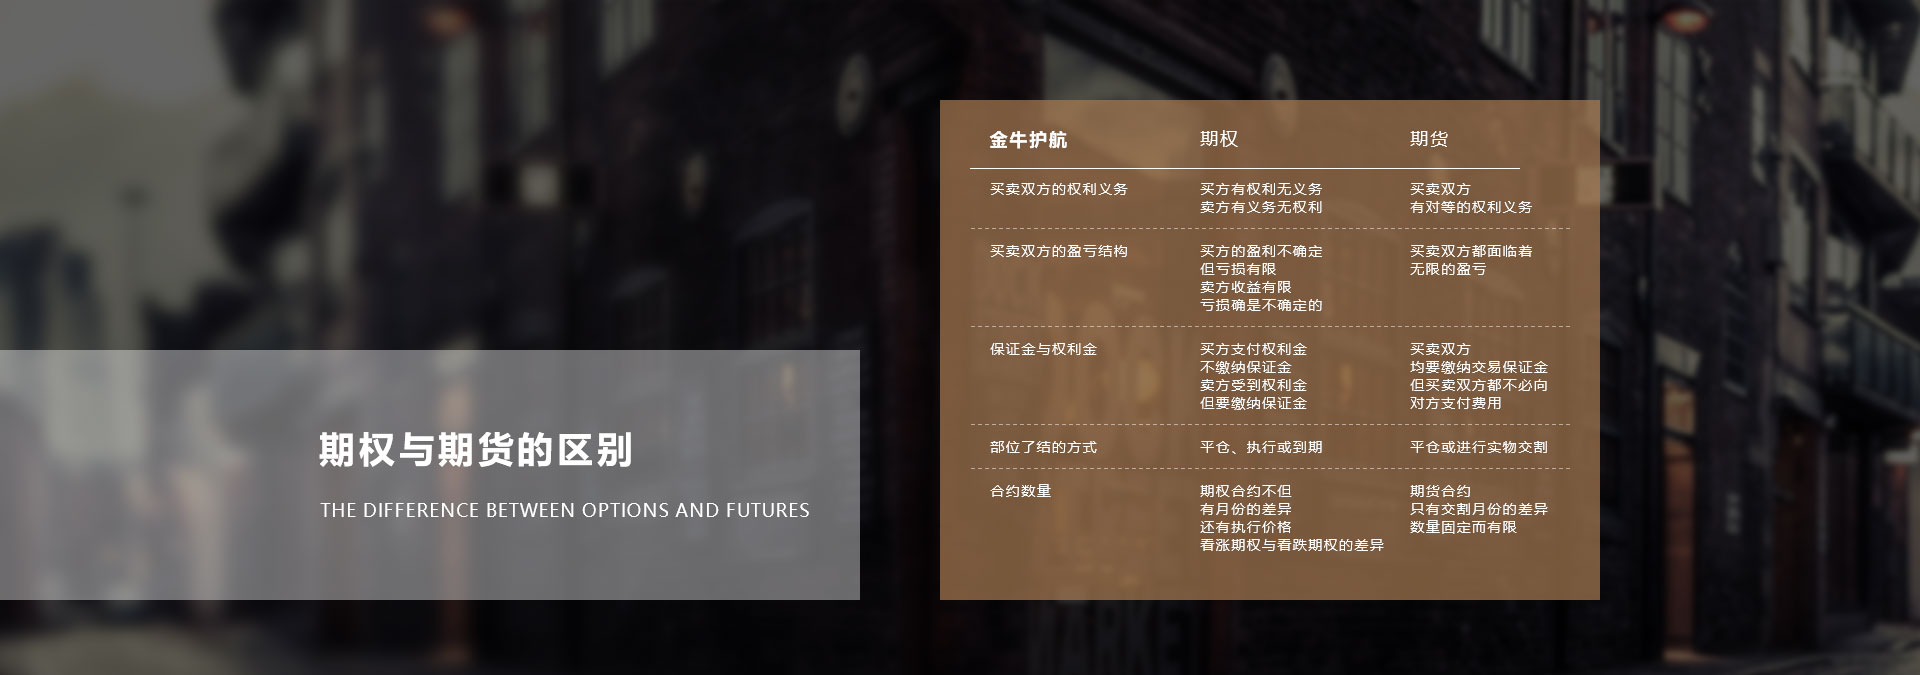 期权与期货的区别
THE DIFFERENCE BETWEEN OPTIONS AND FUTURES
金牛护航 期权 期货
买卖双方的权利义务 买方有权利无义务 买卖双方
卖方有义务无权利 有对等的权利义务
买卖双方的盈亏结构 买方的盈利不确定 买卖双方都面临着
但亏损有限 无限的盈亏
卖方收益有限
亏损确是不确定的
保证金与权利金 买方支付权利金 买卖双方
不缴纳保证金 均要缴纳交易保证金
卖方受到权利金 但买卖双方都不必向
但要缴纳保证金 对方支付费用
部位了结的方式 平仓、执行或到期 平仓或进行实物交割
合约数量 期权合约不但 期货合约
有月份的差异 只有交割月份的差异
还有执行价格 数量固定而有限
看涨期权与看跌期权的差异
MARKET